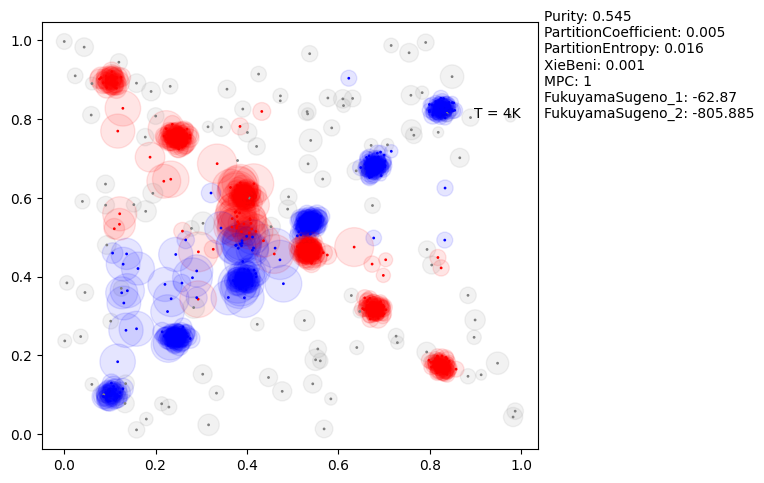 Purity: 0.545
PartitionCoefficient: 0.005
PartitionEntropy: 0.016
XieBeni: 0.001
MPC: 1
FukuyamaSugeno_1: -62.87
FukuyamaSugeno_2: -805.885
T = 4K
1.0
0.8
0.6
0.4
0.2
0.0
0.0 0.2 0.4 0.6 0.8 1.0